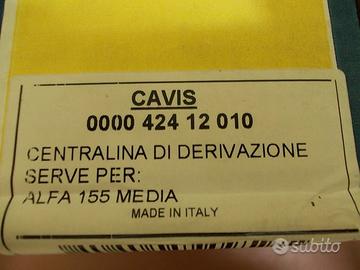 CAVIS
0000 424 12 010
CENTRALINA DI DERIVAZIONE
SERVE PER:
ALFA 155 MEDIA
MADE IN ITALY
subito